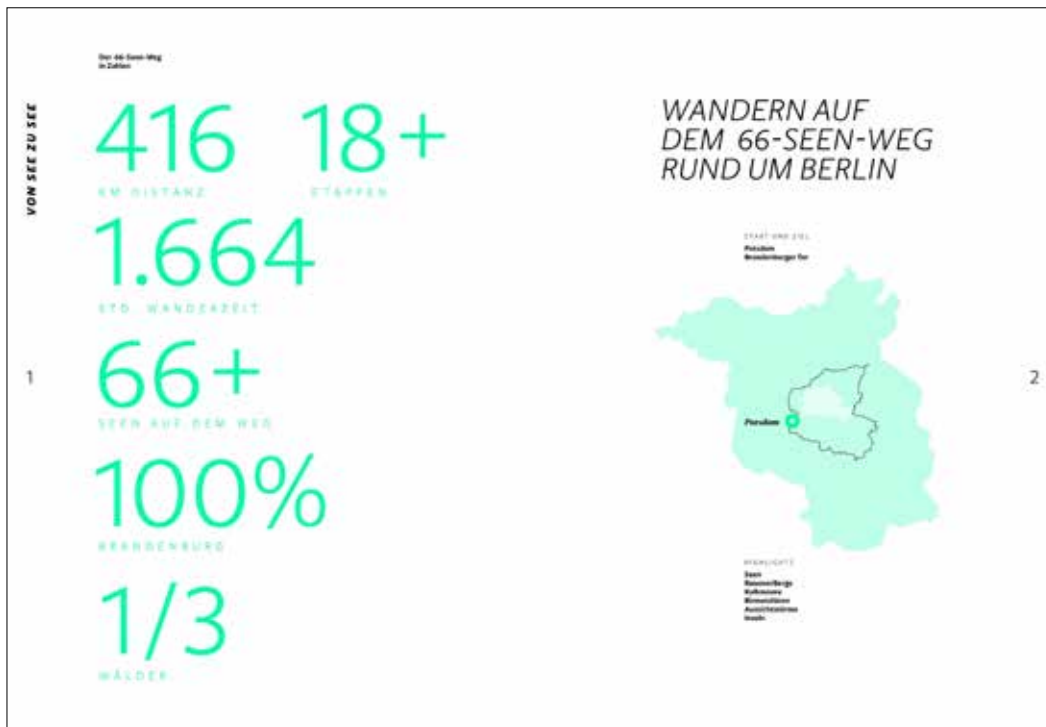 Der 66-Seen-Weg
in Zahlen
VON SEE ZU SEE
416
KM DISTANZ
18+
ETAPPEN
1.664
STD. WANDERZEIT
66+
SEEN AUF DEM WEG
100%
BRANDENBURG
1/3
WÄLDER
1
WANDERN AUF
DEM 66-SEEN-WEG
RUND UM BERLIN
START UND ZIEL
Potsdam
Brandenburger Tor
Potsdam
HIGHLIGHTS
Seen
Aussichtstürme
Inseln
2